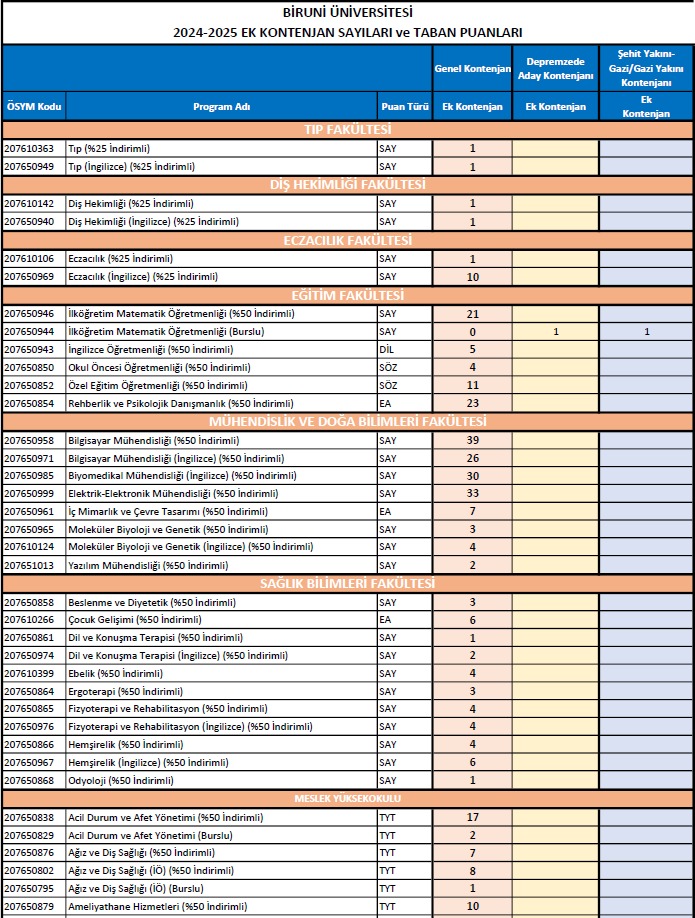 BİRUNİ ÜNİVERSİTESİ
2024-2025 EK KONTENJAN SAYILARI ve TABAN PUANLARI
Genel Kontenjan Depremzede Aday Kontenjanı Şehit Yakını-Gazi/Gazi Yakını Kontenjanı
ÖSYM Kodu Program Adı Puan Türü Ek Kontenjan Ek Kontenjan Ek Kontenjan
TIP FAKÜLTESİ
207610363 Tıp (%25 İndirimli) SAY 1
207650949 Tıp (İngilizce) (%25 İndirimli) SAY 1
DİŞ HEKİMLİĞİ FAKÜLTESİ
207610142 Diş Hekimliği (%25 İndirimli) SAY 1
207650940 Diş Hekimliği (İngilizce) (%25 İndirimli) SAY 1
ECZACILIK FAKÜLTESİ
207610106 Eczacılık (%25 İndirimli) SAY 1
207650969 Eczacılık (İngilizce) (%25 İndirimli) SAY 10
EĞİTİM FAKÜLTESİ
207650946 İlköğretim Matematik Öğretmenliği (%50 İndirimli) SAY 21
207650944 İlköğretim Matematik Öğretmenliği (Burslu) SAY 0 1 1
207650943 İngilizce Öğretmenliği (%50 İndirimli) DİL 5
207650850 Okul Öncesi Öğretmenliği (%50 İndirimli) SÖZ 4
207650852 Özel Eğitim Öğretmenliği (%50 İndirimli) SÖZ 11
207650854 Rehberlik ve Psikolojik Danışmanlık (%50 İndirimli) EA 23
MÜHENDİSLİK VE DOĞA BİLİMLERİ FAKÜLTESİ
207650958 Bilgisayar Mühendisliği (%50 İndirimli) SAY 39
207650971 Bilgisayar Mühendisliği (İngilizce) (%50 İndirimli) SAY 26
207650985 Biyomedikal Mühendisliği (İngilizce) (%50 İndirimli) SAY 30
207650999 Elektrik-Elektronik Mühendisliği (%50 İndirimli) SAY 33
207650961 İç Mimarlık ve Çevre Tasarımı (%50 İndirimli) EA 7
207650965 Moleküler Biyoloji ve Genetik (%50 İndirimli) SAY 3
207610124 Moleküler Biyoloji ve Genetik (İngilizce) (%50 İndirimli) SAY 4
207651013 Yazılım Mühendisliği (%50 İndirimli) SAY 2
SAĞLIK BİLİMLERİ FAKÜLTESİ
207650858 Beslenme ve Diyetetik (%50 İndirimli) SAY 3
207610266 Çocuk Gelişimi (%50 İndirimli) EA 6
207650861 Dil ve Konuşma Terapisi (%50 İndirimli) SAY 1
207650974 Dil ve Konuşma Terapisi (İngilizce) (%50 İndirimli) SAY 2
207610399 Ebelik (%50 İndirimli) SAY 4
207650864 Ergoterapi (%50 İndirimli) SAY 3
207650865 Fizyoterapi ve Rehabilitasyon (%50 İndirimli) SAY 4
207650976 Fizyoterapi ve Rehabilitasyon (İngilizce) (%50 İndirimli) SAY 4
207650866 Hemşirelik (%50 İndirimli) SAY 4
207650967 Hemşirelik (İngilizce) (%50 İndirimli) SAY 6
207650868 Odyoloji (%50 İndirimli) SAY 1
MESLEK YÜKSEKOKULU
207650838 Acil Durum ve Afet Yönetimi (%50 İndirimli) TYT 17
207650829 Acil Durum ve Afet Yönetimi (Burslu) TYT 2
207650876 Ağız ve Diş Sağlığı (%50 İndirimli) TYT 7
207650802 Ağız ve Diş Sağlığı (İÖ) (%50 İndirimli) TYT 8
207650795 Ağız ve Diş Sağlığı (İÖ) (Burslu) TYT 1
207650879 Ameliyathane Hizmetleri (%50 İndirimli) TYT 10